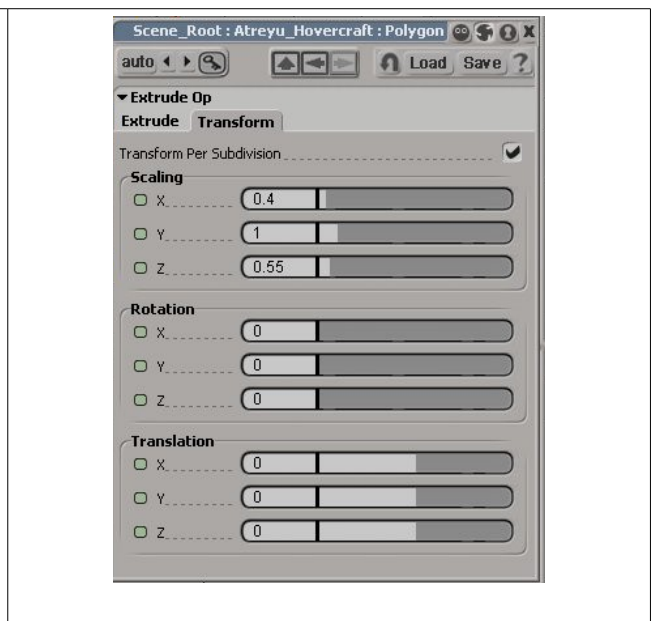 Scene_Root : Atreyu_Hovercraft : Polygon
auto Load Save ?
Extrude Op
Extrude Transform
Transform Per Subdivision
Scaling
X 0.4
Y 1
Z 0.55
Rotation
X 0
Y 0
Z 0
Translation
X 0
Y 0
Z 0